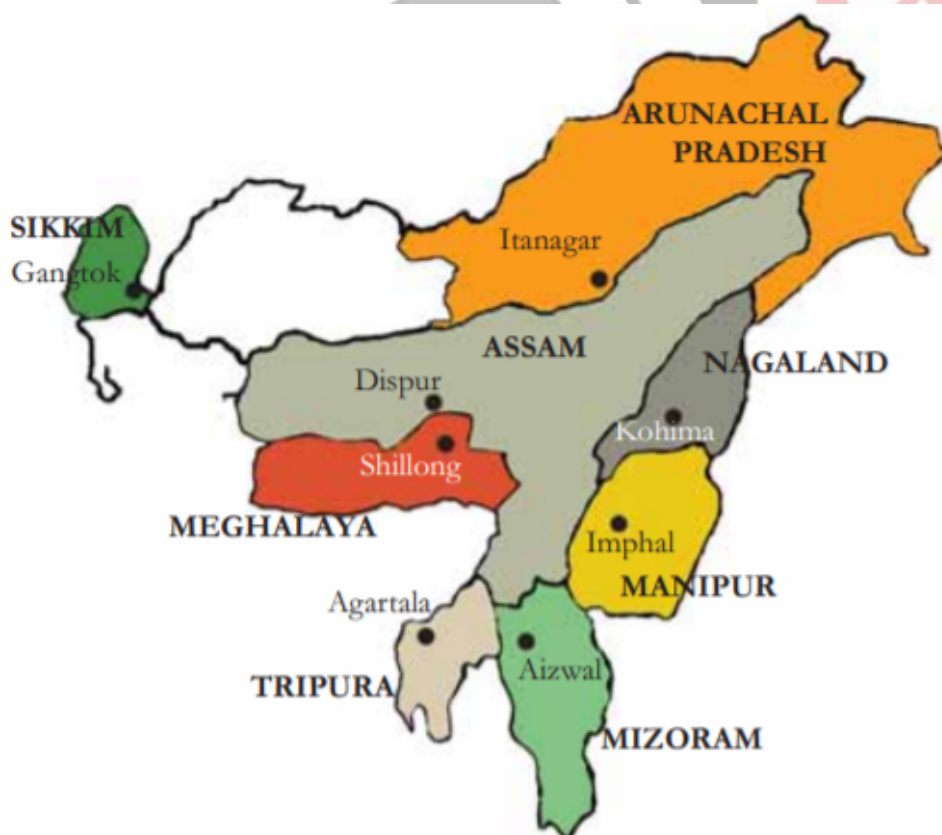 ARUNACHAL
PRADESH
SIKKIM
Itanagar
Gangtok
ASSAM
NAGALAND
Dispur
Kohima
Shillong
MEGHALAYA
Imphal
MANIPUR
Agartala
Aizwal
TRIPURA
MIZORAM